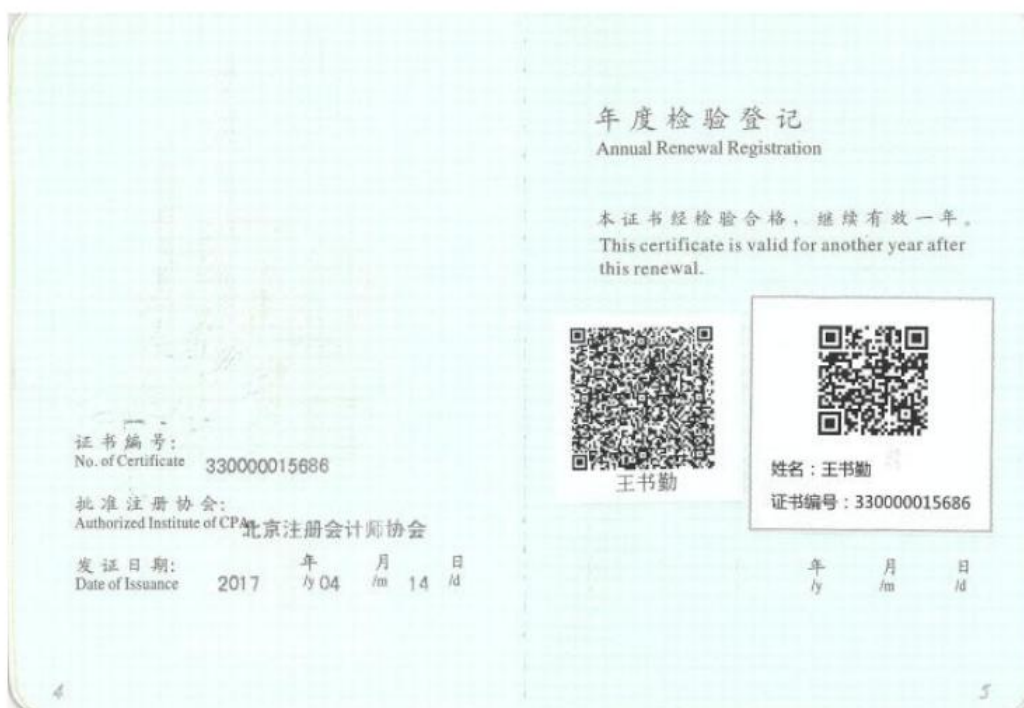 证书编号:
No. of Certificate 330000015686
批准注册协会:
Authorized Institute of CPAs 北京注册会计师协会
发证日期:
Date of Issuance 2017 年 /y 04 月 /m 14 日 /d
4
年度检验登记
Annual Renewal Registration
本证书经检验合格，继续有效一年。
This certificate is valid for another year after
this renewal.
王书勤
姓名：王书勤
证书编号：330000015686
年 月 日
/y /m /d
5